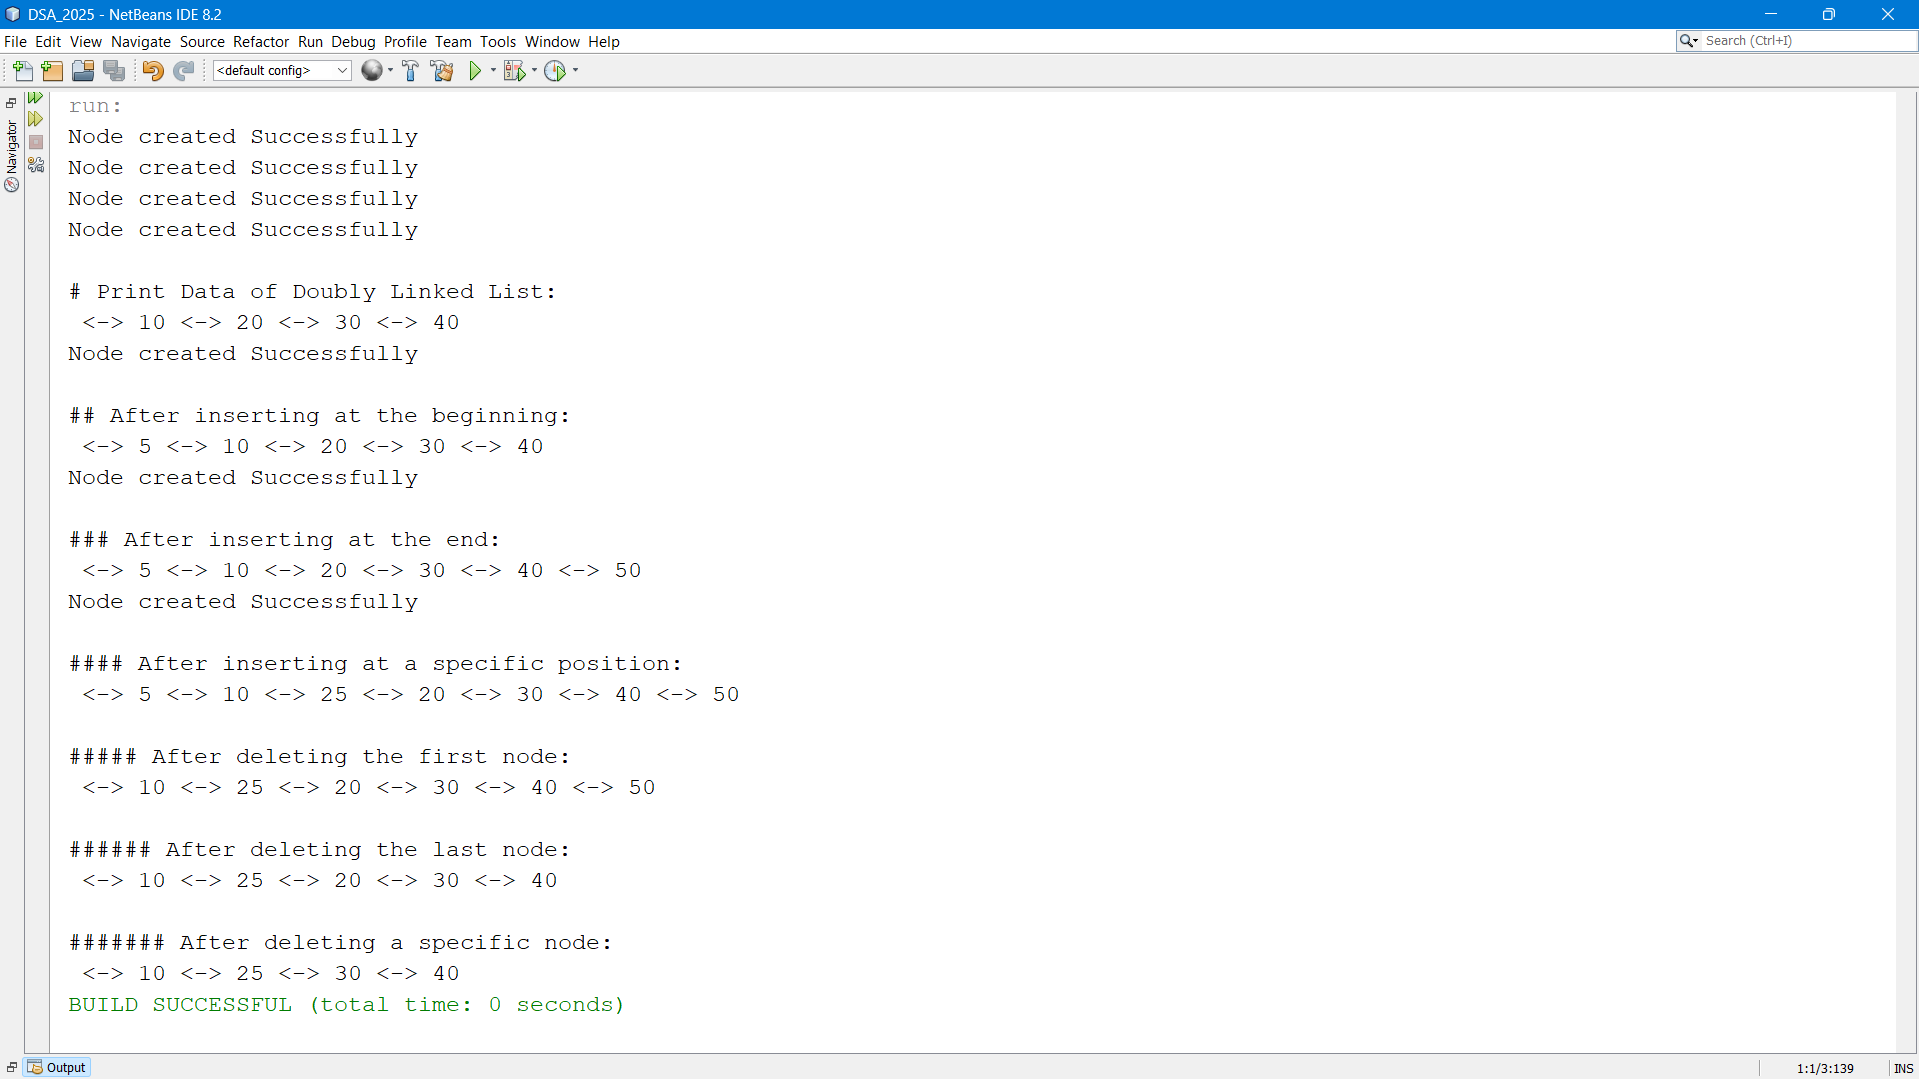 DSA_2025 - NetBeans IDE 8.2
File Edit View Navigate Source Refactor Run Debug Profile Team Tools Window Help
Search (Ctrl+I)
<default config>
Navigator
run:
Node created Successfully
Node created Successfully
Node created Successfully
Node created Successfully
# Print Data of Doubly Linked List:
<-> 10 <-> 20 <-> 30 <-> 40
Node created Successfully
## After inserting at the beginning:
<-> 5 <-> 10 <-> 20 <-> 30 <-> 40
Node created Successfully
### After inserting at the end:
<-> 5 <-> 10 <-> 20 <-> 30 <-> 40 <-> 50
Node created Successfully
#### After inserting at a specific position:
<-> 5 <-> 10 <-> 25 <-> 20 <-> 30 <-> 40 <-> 50
##### After deleting the first node:
<-> 10 <-> 25 <-> 20 <-> 30 <-> 40 <-> 50
###### After deleting the last node:
<-> 10 <-> 25 <-> 20 <-> 30 <-> 40
####### After deleting a specific node:
<-> 10 <-> 25 <-> 30 <-> 40
BUILD SUCCESSFUL (total time: 0 seconds)
Output
1:1/3:139
INS